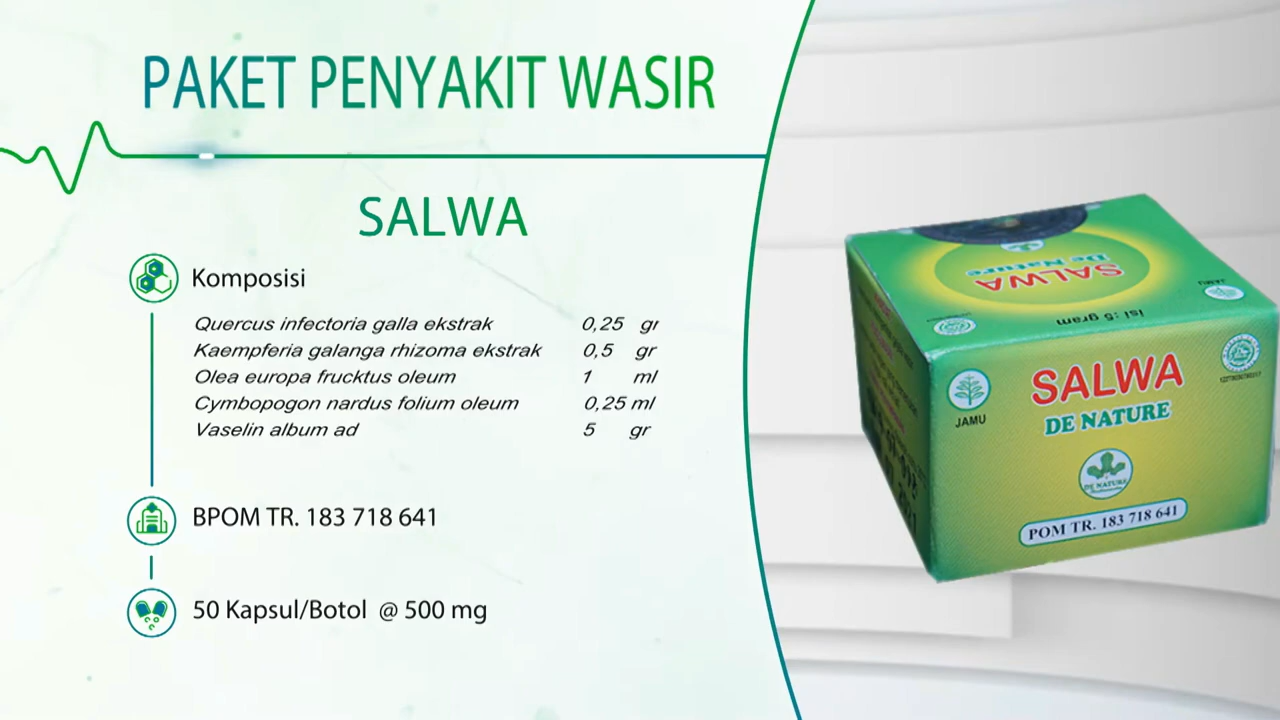 PAKET PENYAKIT WASIR
SALWA
Komposisi
Quercus infectoria galla ekstrak 0,25 gr
Kaempferia galanga rhizoma ekstrak 0,5 gr
Olea europa frucktus oleum 1 ml
Cymbopogon nardus folium oleum 0,25 ml
Vaselin album ad 5 gr
BPOM TR. 183 718 641
50 Kapsul/Botol @ 500 mg
SALWA
De Nature
JAMU
isi : 5 gram
SALWA
DE NATURE
JAMU
DE NATURE
POM TR. 183 718 641